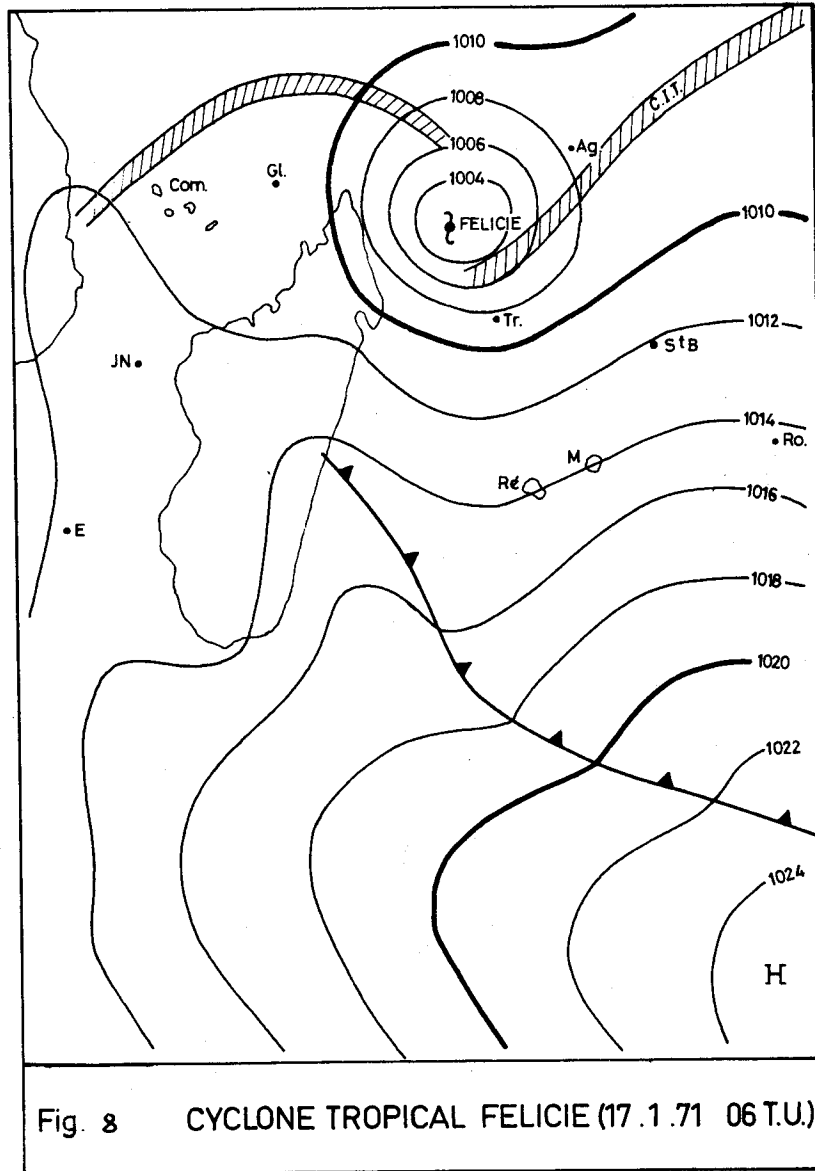 1010
1008
C.I.T.
Ag
1006
Com.
Gl.
1004
FELICIE
1010
Tr.
1012
StB
JN
1014
Ro.
M
Ré
1016
E
1018
1020
1022
1024
H
Fig. 8 CYCLONE TROPICAL FELICIE (17.1.71 06 T.U.)